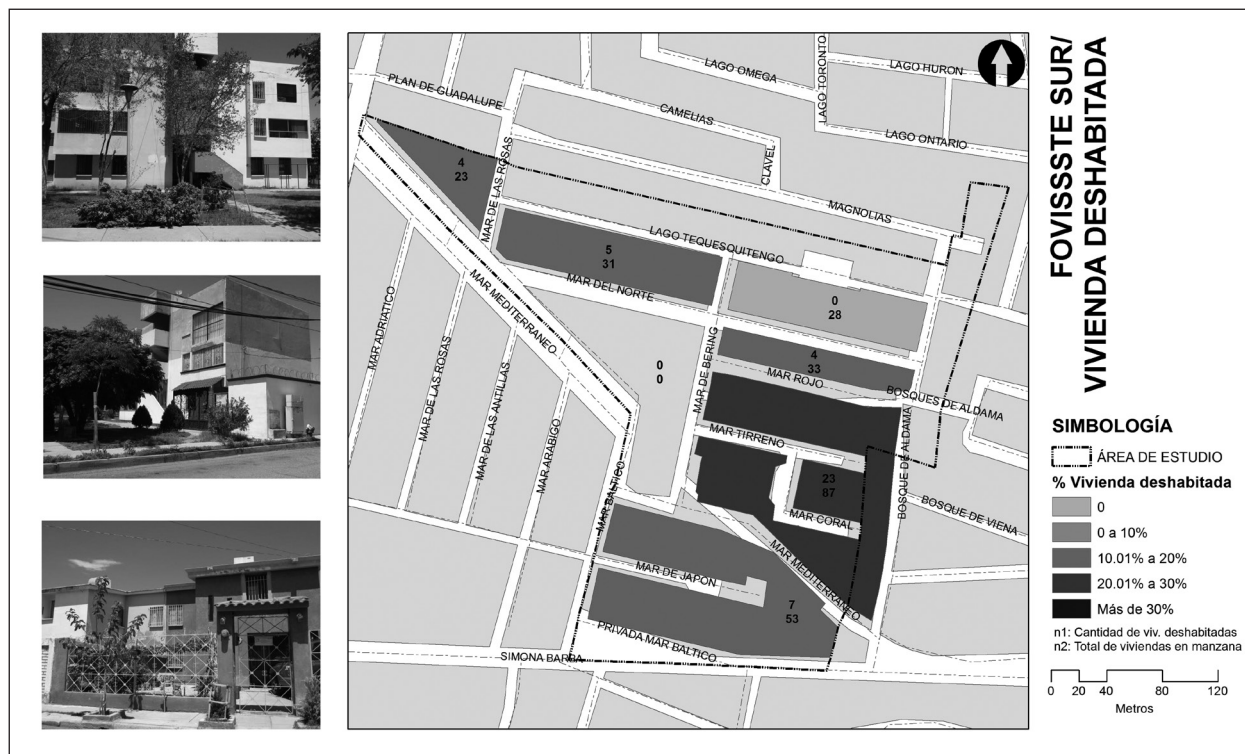 FOVISSSTE SUR/
VIVIENDA DESHABITADA
LAGO OMEGA
LAGO TORONTO
LAGO HURON
LAGO ONTARIO
PLAN DE GUADALUPE
CAMELIAS
CLAVEL
MAGNOLIAS
MAR DE LAS ROSAS
4
23
LAGO TEQUESQUITENGO
5
31
MAR DEL NORTE
0
28
MAR MEDITERRANEO
MAR ADRIATICO
MAR DE LAS ROSAS
MAR DE LAS ANTILLAS
MAR ARABIGO
MAR BALTICO
0
0
MAR DE BERING
4
33
MAR ROJO
BOSQUES DE ALDAMA
BOSQUE DE ALDAMA
MAR TIRRENO
23
87
MAR CORAL
BOSQUE DE VIENA
MAR MEDITERRANEO
MAR DE JAPON
7
53
PRIVADA MAR BALTICO
SIMONA BARBA
SIMBOLOGÍA
ÁREA DE ESTUDIO
% Vivienda deshabitada
0
0 a 10%
10.01% a 20%
20.01% a 30%
Más de 30%
n1: Cantidad de viv. deshabitadas
n2: Total de viviendas en manzana
0 20 40 80 120
Metros